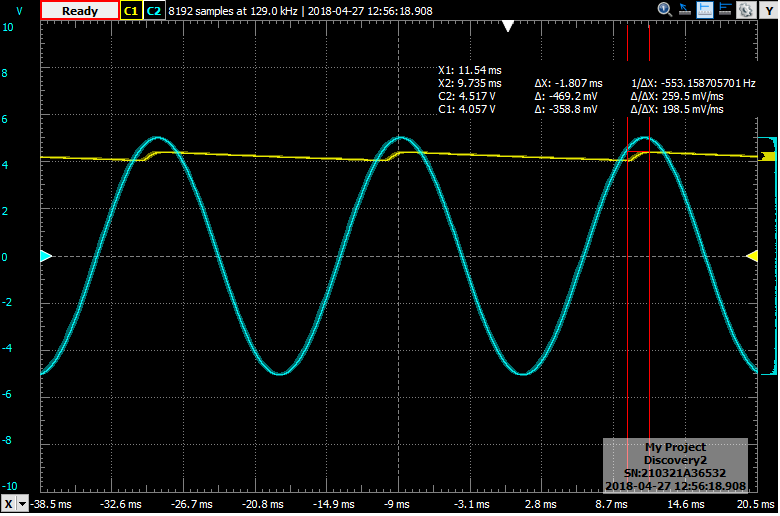 V Ready C1 C2 8192 samples at 129.0 kHz | 2018-04-27 12:56:18.908 Y
10
8
6
4
2
0
-2
-4
-6
-8
-10
X1: 11.54 ms
X2: 9.735 ms ΔX: -1.807 ms 1/ΔX: -553.158705701 Hz
C2: 4.517 V Δ: -469.2 mV Δ/ΔX: 259.5 mV/ms
C1: 4.057 V Δ: -358.8 mV Δ/ΔX: 198.5 mV/ms
My Project
Discovery2
SN:210321A36532
2018-04-27 12:56:18.908
X -38.5 ms -32.6 ms -26.7 ms -20.8 ms -14.9 ms -9 ms -3.1 ms 2.8 ms 8.7 ms 14.6 ms 20.5 ms